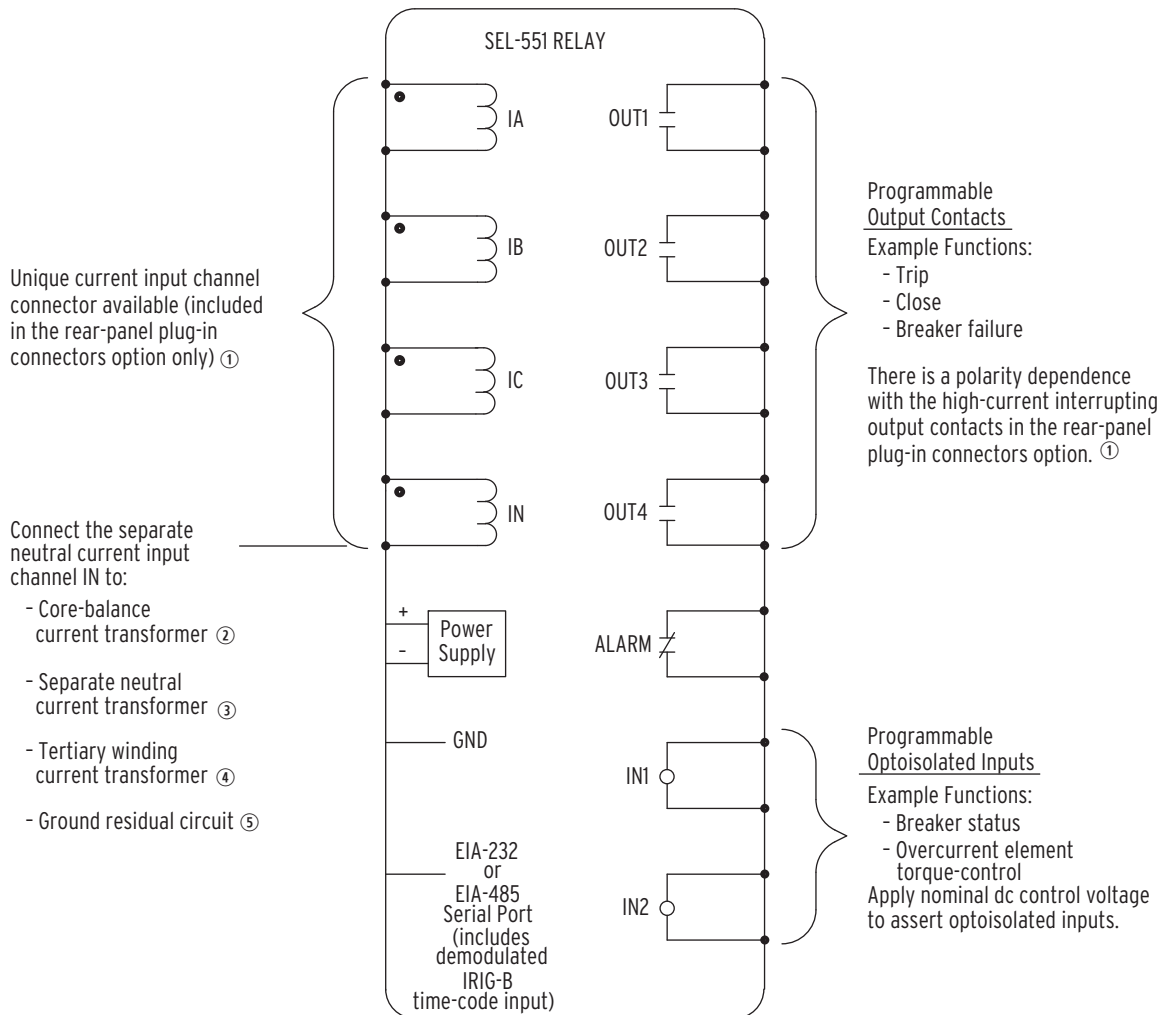 SEL-551 RELAY
IA
IB
IC
IN
Unique current input channel
connector available (included
in the rear-panel plug-in
connectors option only) ①
Connect the separate
neutral current input
channel IN to:
- Core-balance
current transformer ②
- Separate neutral
current transformer ③
- Tertiary winding
current transformer ④
- Ground residual circuit ⑤
+
-
Power
Supply
GND
EIA-232
or
EIA-485
Serial Port
(includes
demodulated
IRIG-B
time-code input)
OUT1
OUT2
OUT3
OUT4
ALARM
IN1
IN2
Programmable
Output Contacts
Example Functions:
- Trip
- Close
- Breaker failure
There is a polarity dependence
with the high-current interrupting
output contacts in the rear-panel
plug-in connectors option. ①
Programmable
Optoisolated Inputs
Example Functions:
- Breaker status
- Overcurrent element
torque-control
Apply nominal dc control voltage
to assert optoisolated inputs.